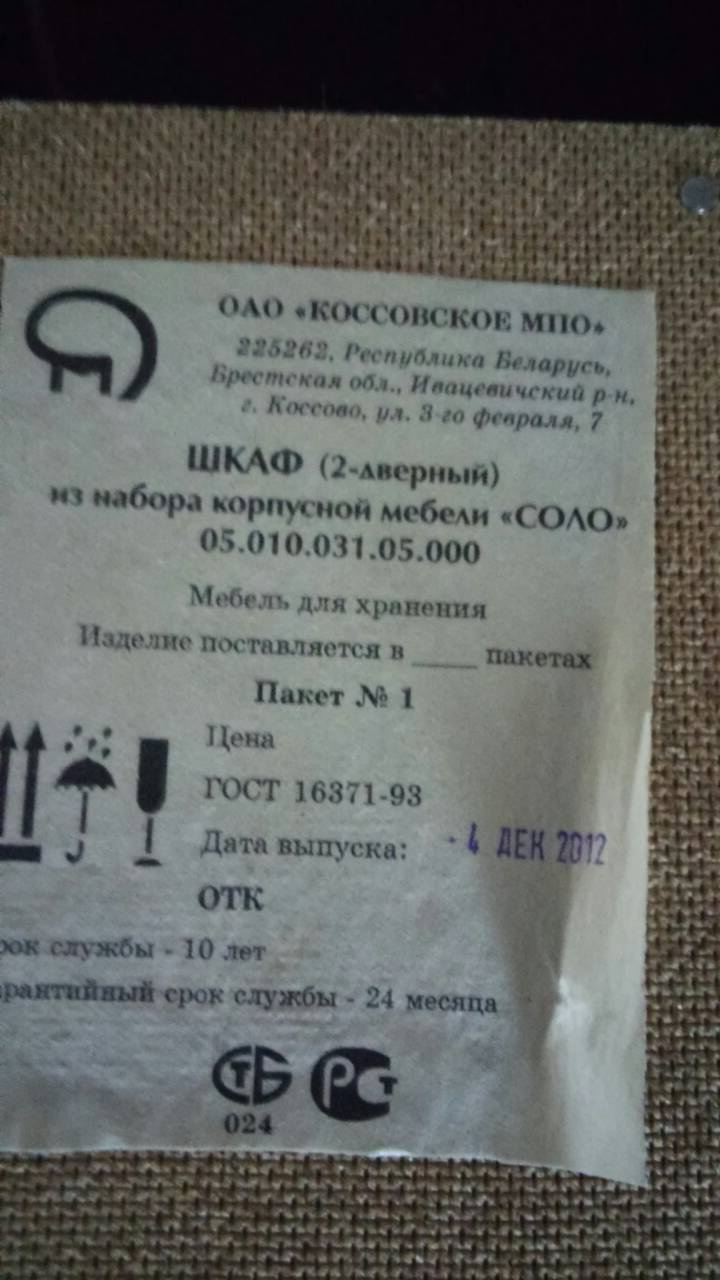 ОАО «КОССОВСКОЕ МПО»
225262, Республика Беларусь,
Брестская обл., Ивацевичский р-н,
г. Коссово, ул. 3-го февраля, 7
ШКАФ (2-дверный)
из набора корпусной мебели «СОЛО»
05.010.031.05.000
Мебель для хранения
Изделие поставляется в ____ пакетах
Пакет № 1
Цена
ГОСТ 16371-93
Дата выпуска: - 4 ДЕК 2012
ОТК
рок службы - 10 лет
арантийный срок службы - 24 месяца
СТБ РСТ
024